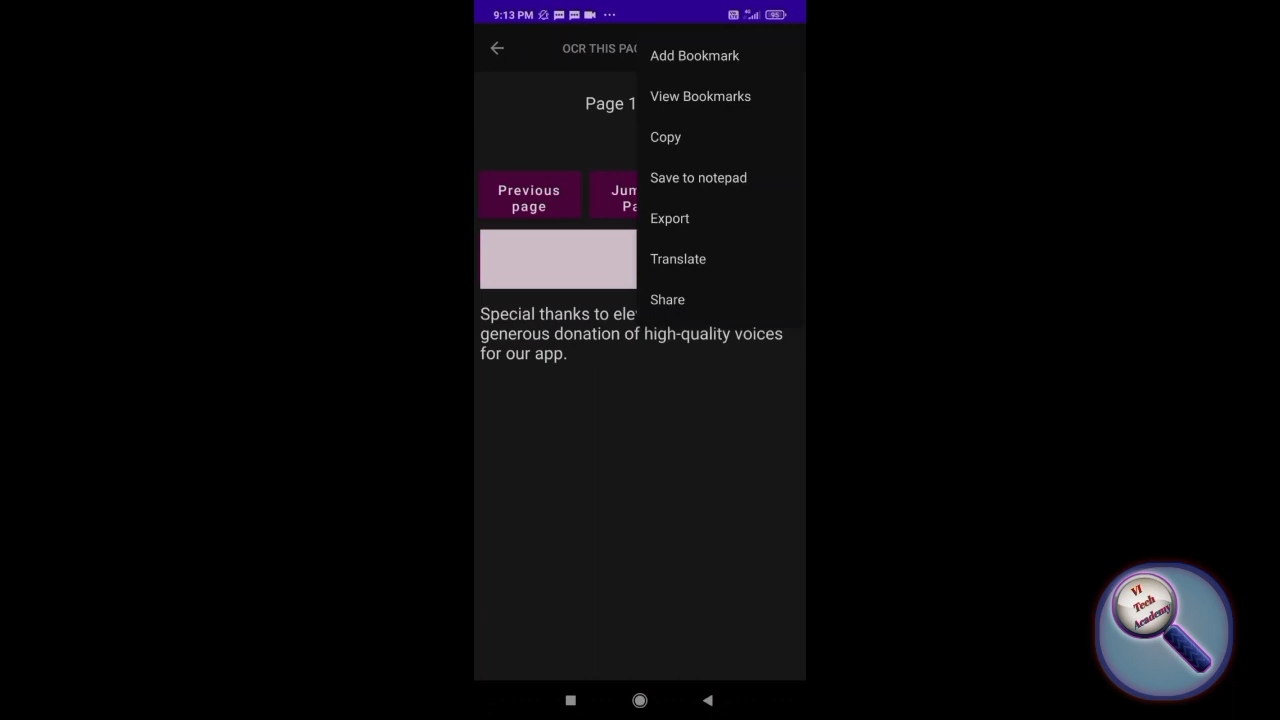 9:13 PM
OCR THIS PAG
Add Bookmark
View Bookmarks
Page 1
Copy
Save to notepad
Previous
page
Jum
Pa
Export
Translate
Share
Special thanks to ele
generous donation of high-quality voices
for our app.
VI
Tech
Academy